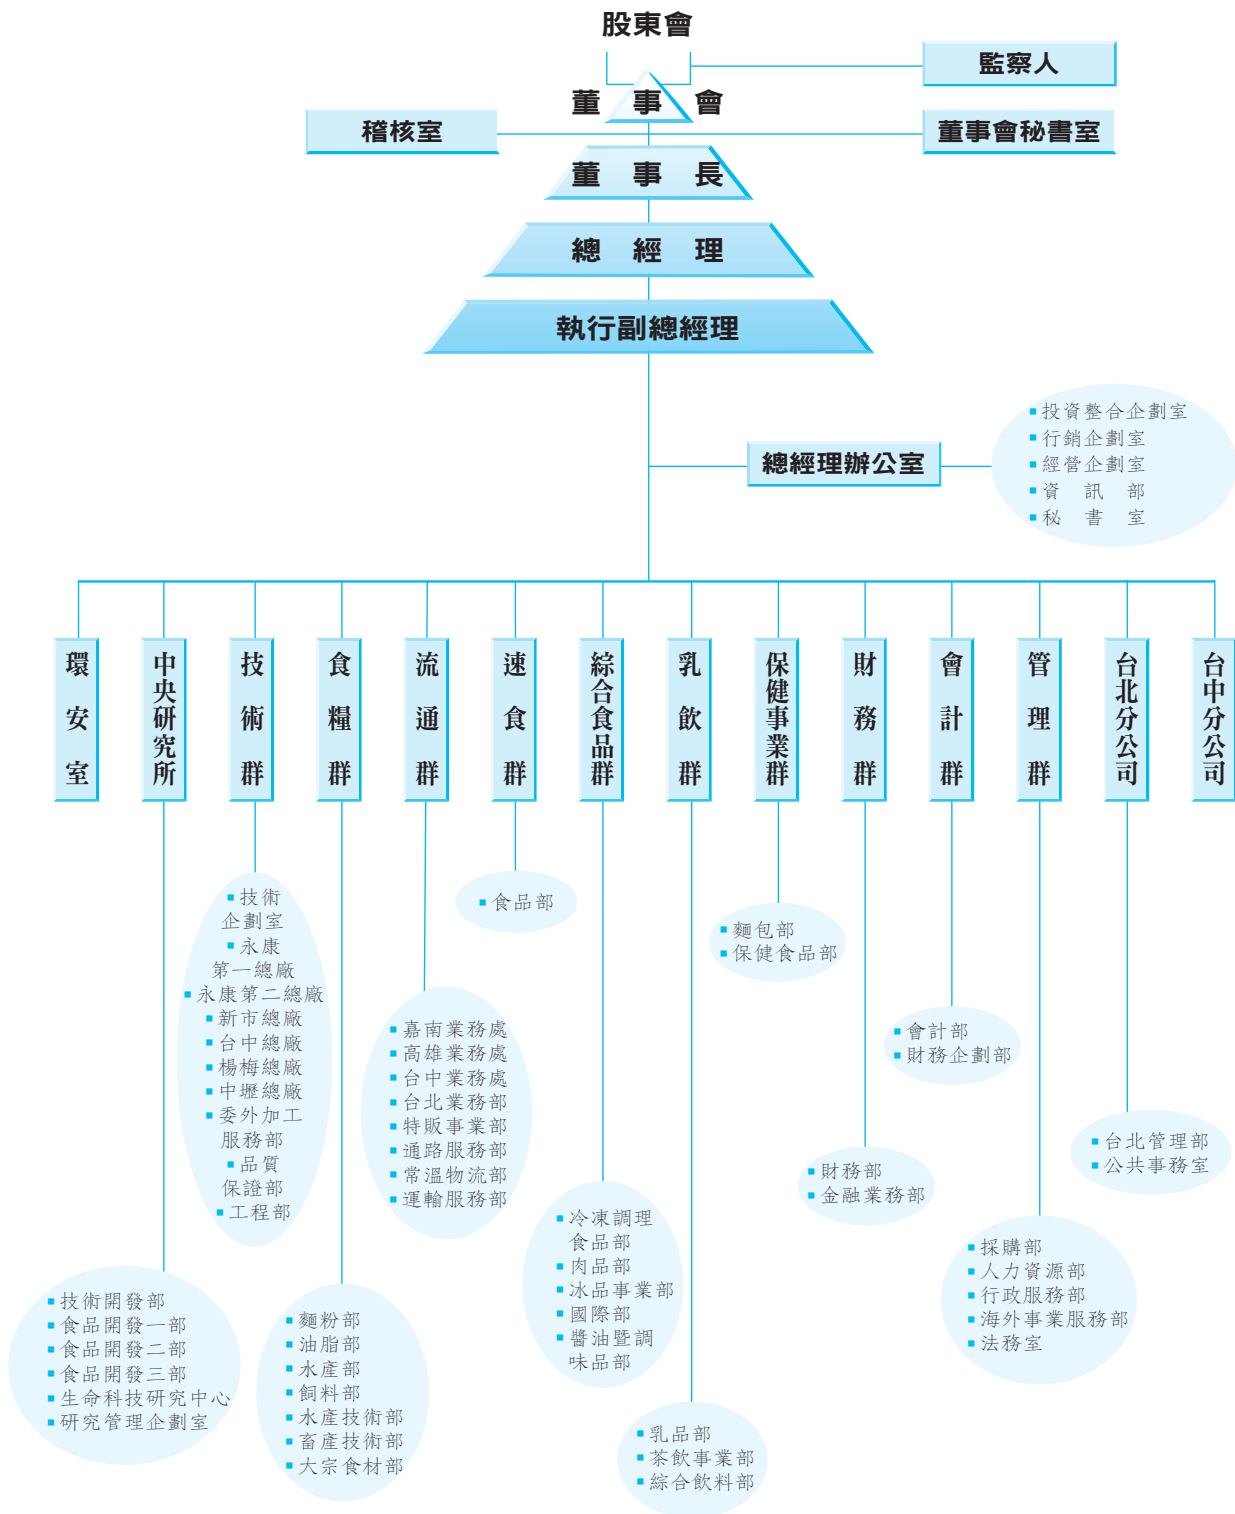 股東會
監察人
董事會
稽核室
董事會秘書室
董事長
總經理
執行副總經理
總經理辦公室
投資整合企劃室
行銷企劃室
經營企劃室
資訊部
秘書室
環安室
中央研究所
技術群
食糧群
流通群
速食群
綜合食品群
乳飲群
保健事業群
財務群
會計群
管理群
台北分公司
台中分公司
技術開發部
食品開發一部
食品開發二部
食品開發三部
生命科技研究中心
研究管理企劃室
技術
企劃室
永康
第一總廠
永康第二總廠
新市總廠
台中總廠
楊梅總廠
中壢總廠
委外加工
服務部
品質
保證部
工程部
麵粉部
油脂部
水產部
飼料部
水產技術部
畜產技術部
大宗食材部
嘉南業務處
高雄業務處
台中業務處
台北業務部
特販事業部
通路服務部
常溫物流部
運輸服務部
食品部
冷凍調理
食品部
肉品部
冰品事業部
國際部
醬油暨調
味品部
乳品部
茶飲事業部
綜合飲料部
麵包部
保健食品部
財務部
金融業務部
會計部
財務企劃部
採購部
人力資源部
行政服務部
海外事業服務部
法務室
台北管理部
公共事務室